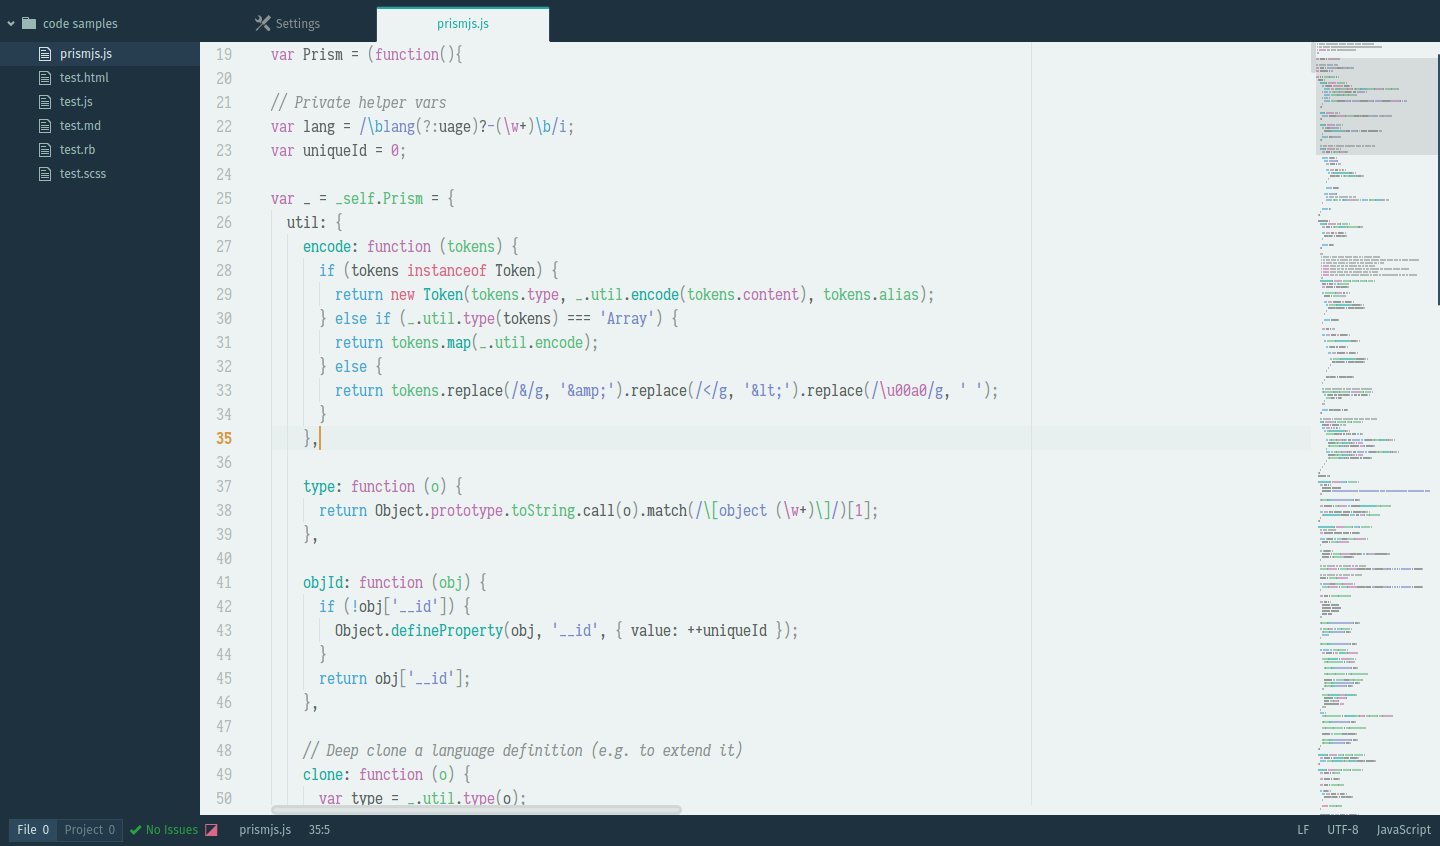 code samples
Settings
prismjs.js
prismjs.js
test.html
test.js
test.md
test.rb
test.scss
19 var Prism = (function(){
20
21 // Private helper vars
22 var lang = /\blang(?:uage)?-(\w+)\b/i;
23 var uniqueId = 0;
24
25 var _ = _self.Prism = {
26 util: {
27 encode: function (tokens) {
28 if (tokens instanceof Token) {
29 return new Token(tokens.type, _.util.encode(tokens.content), tokens.alias);
30 } else if (_.util.type(tokens) === 'Array') {
31 return tokens.map(_.util.encode);
32 } else {
33 return tokens.replace(/&/g, '&amp;').replace(/</g, '&lt;').replace(/\u00a0/g, ' ');
34 }
35 },
36
37 type: function (o) {
38 return Object.prototype.toString.call(o).match(/\[object (\w+)\]/)[1];
39 },
40
41 objId: function (obj) {
42 if (!obj['__id']) {
43 Object.defineProperty(obj, '__id', { value: ++uniqueId });
44 }
45 return obj['__id'];
46 },
47
48 // Deep clone a language definition (e.g. to extend it)
49 clone: function (o) {
50 var type = _.util.type(o);
File 0 Project 0 No Issues prismjs.js 35:5 LF UTF-8 JavaScript